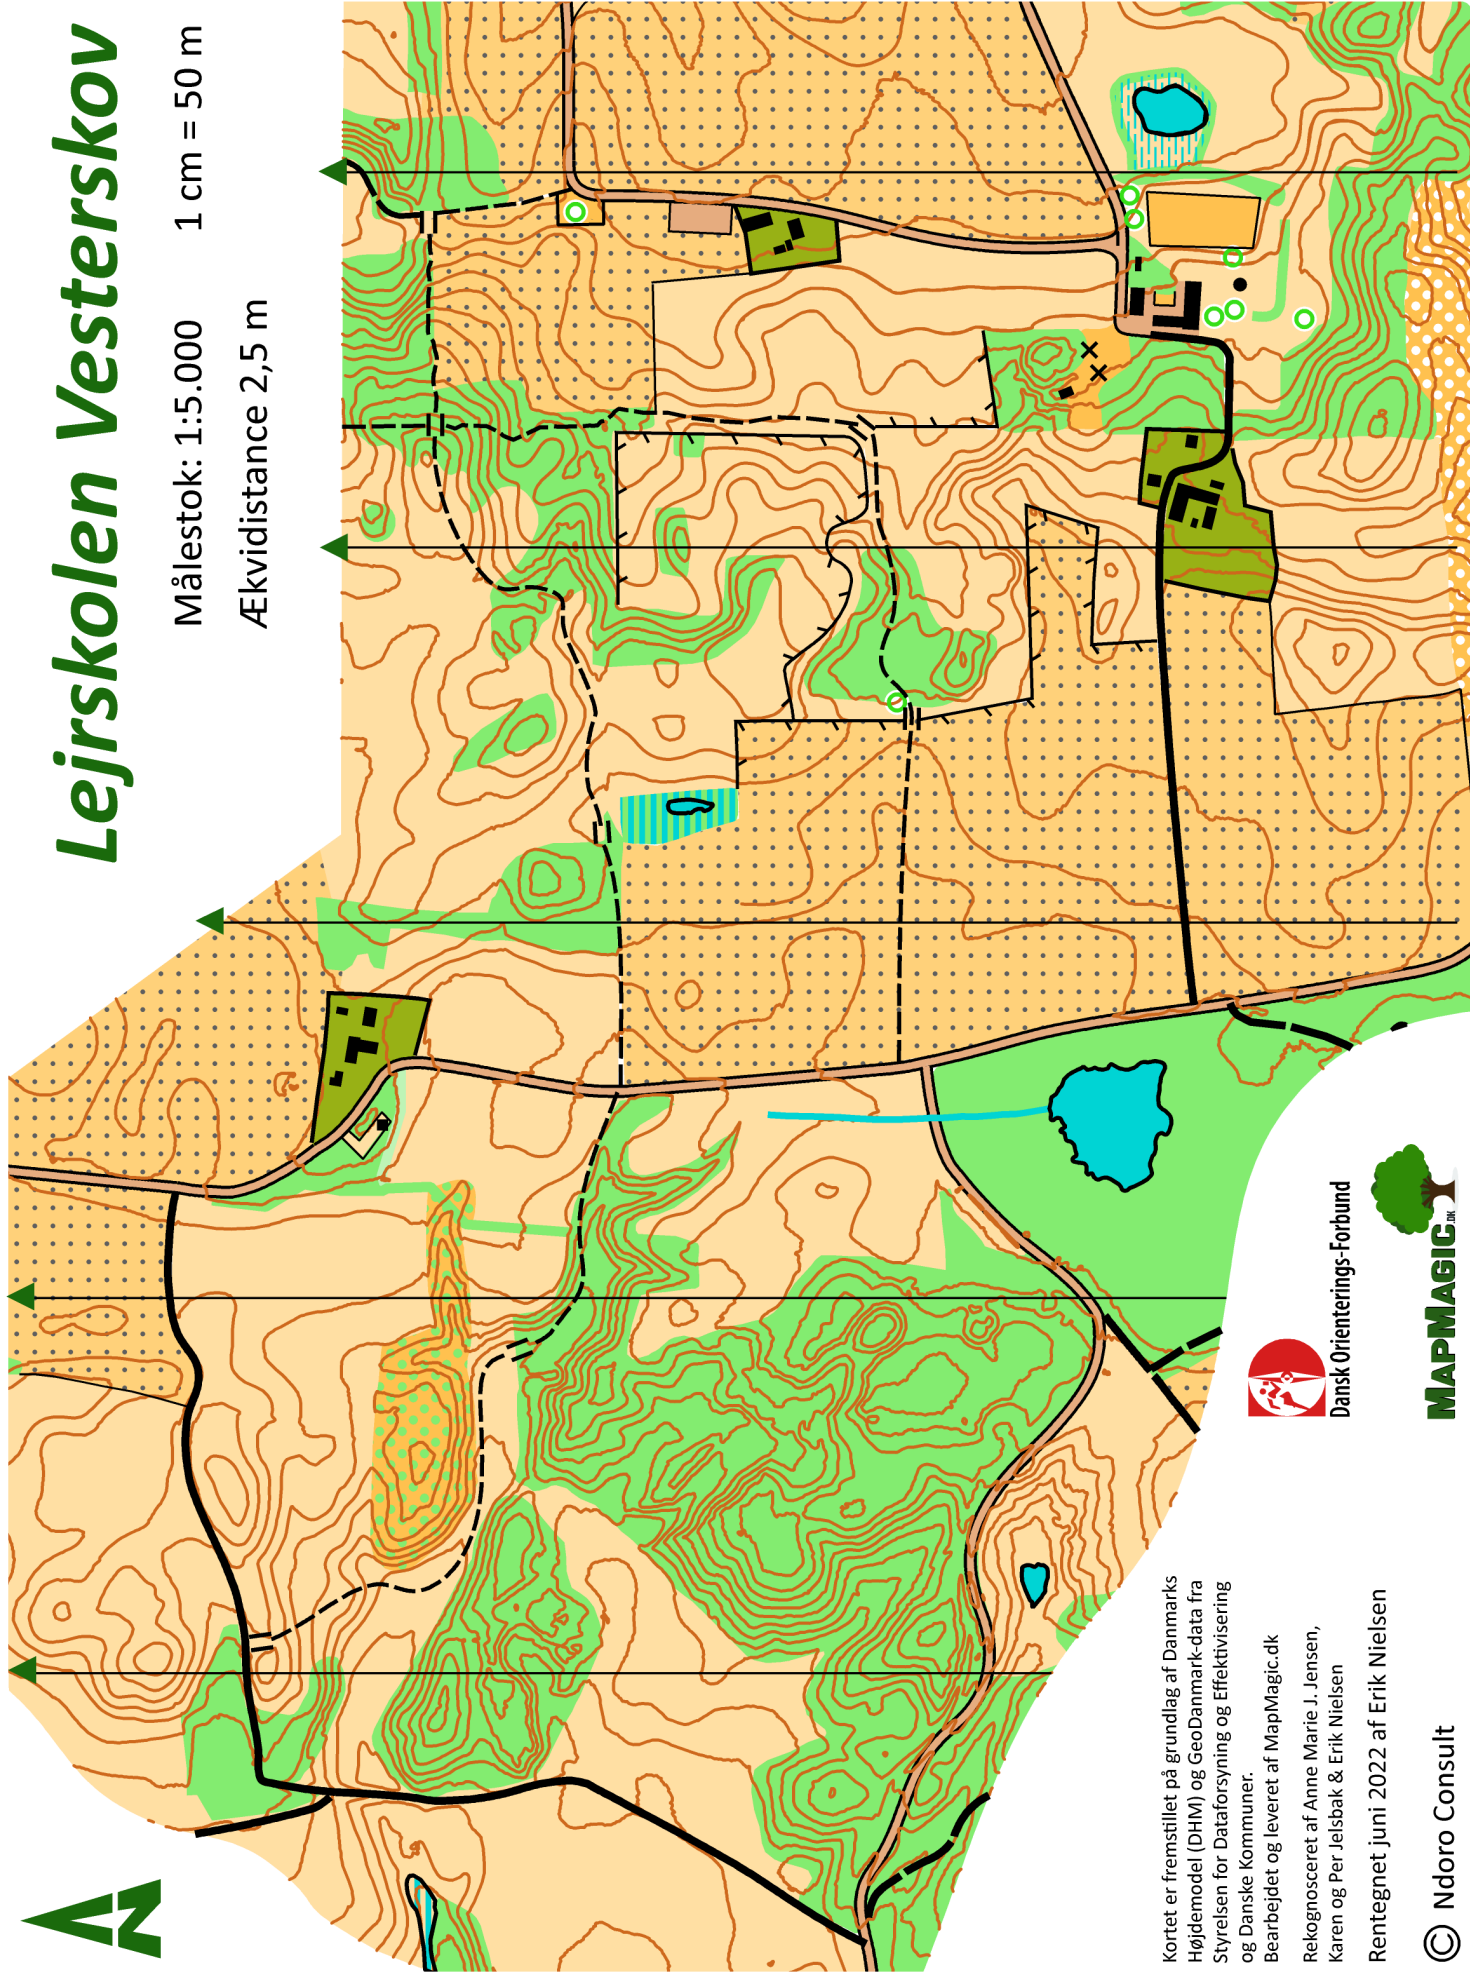 Lejrskolen Vesterskov
Målestok: 1:5.000 1 cm = 50 m
Ækvidistance 2,5 m
N
Kortet er fremstillet på grundlag af Danmarks
Højdemodel (DHM) og GeoDanmark-data fra
Styrelsen for Dataforsyning og Effektivisering
og Danske Kommuner.
Bearbejdet og leveret af MapMagic.dk
Rekognosceret af Anne Marie J. Jensen,
Karen og Per Jelsbak & Erik Nielsen
Rentegnet juni 2022 af Erik Nielsen
© Ndoro Consult
Dansk Orienterings-Forbund
MAPMAGIC.DK